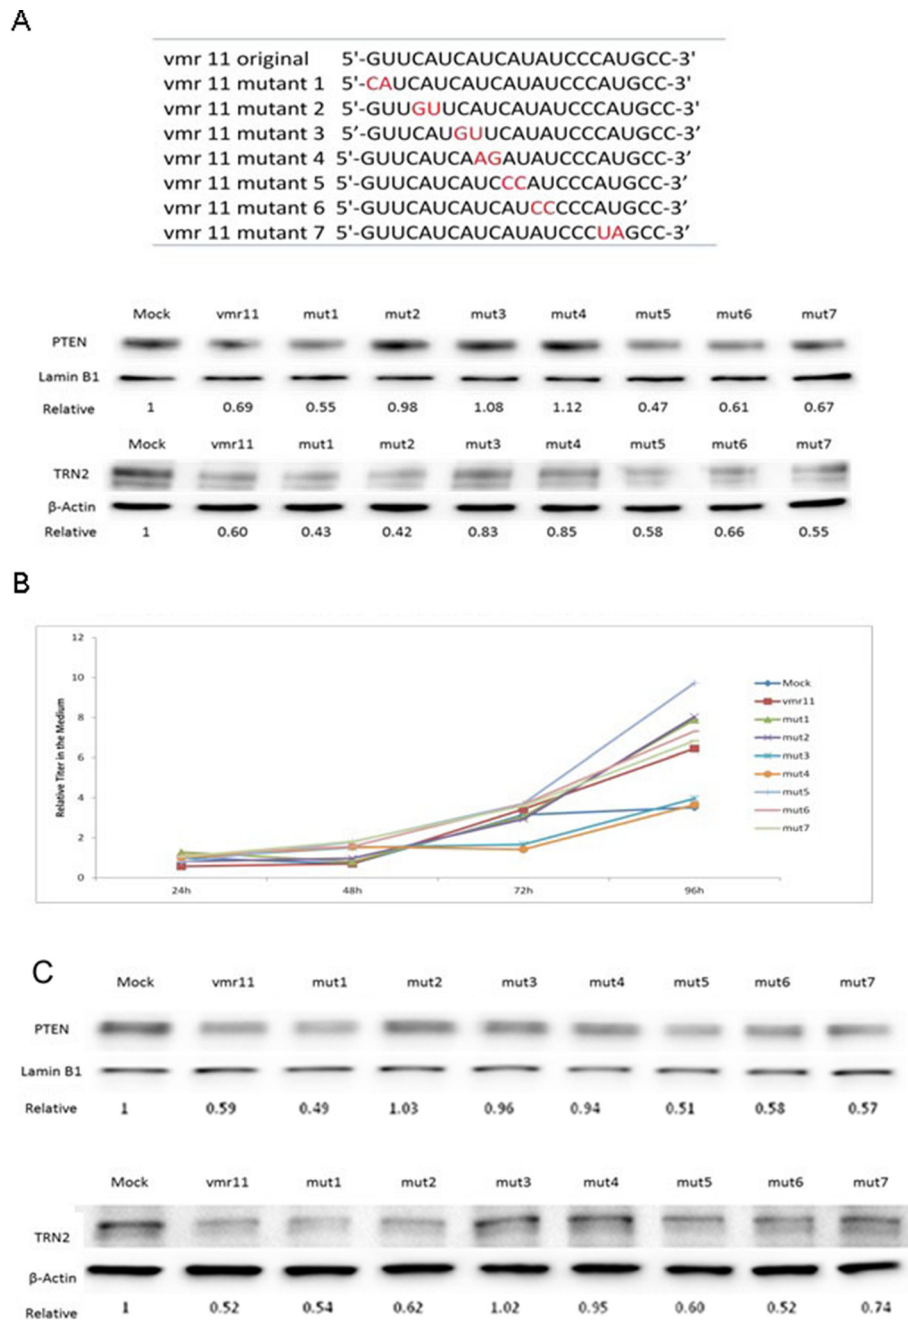 A
vmr 11 original 5'-GUUCAUCAUCAUAUCCCAUGCC-3'
vmr 11 mutant 1 5'-CAUCAUCAUCAUAUCCCAUGCC-3'
vmr 11 mutant 2 5'-GUUGUUCAUCAUAUCCCAUGCC-3'
vmr 11 mutant 3 5’-GUUCAUGUUCAUAUCCCAUGCC-3’
vmr 11 mutant 4 5'-GUUCAUCAAGAUAUCCCAUGCC-3’
vmr 11 mutant 5 5'-GUUCAUCAUCCCAUCCCAUGCC-3’
vmr 11 mutant 6 5'-GUUCAUCAUCAUCCCCCAUGCC-3’
vmr 11 mutant 7 5'-GUUCAUCAUCAUAUCCCUAGCC-3’
Mock vmr11 mut1 mut2 mut3 mut4 mut5 mut6 mut7
PTEN
Lamin B1
Relative 1 0.69 0.55 0.98 1.08 1.12 0.47 0.61 0.67
Mock vmr11 mut1 mut2 mut3 mut4 mut5 mut6 mut7
TRN2
β-Actin
Relative 1 0.60 0.43 0.42 0.83 0.85 0.58 0.66 0.55
B
Relative Titer in the Medium
12
10
8
6
4
2
0
24h 48h 72h 96h
Mock
vmr11
mut1
mut2
mut3
mut4
mut5
mut6
mut7
C
Mock vmr11 mut1 mut2 mut3 mut4 mut5 mut6 mut7
PTEN
Lamin B1
Relative 1 0.59 0.49 1.03 0.96 0.94 0.51 0.58 0.57
Mock vmr11 mut1 mut2 mut3 mut4 mut5 mut6 mut7
TRN2
β-Actin
Relative 1 0.52 0.54 0.62 1.02 0.95 0.60 0.52 0.74